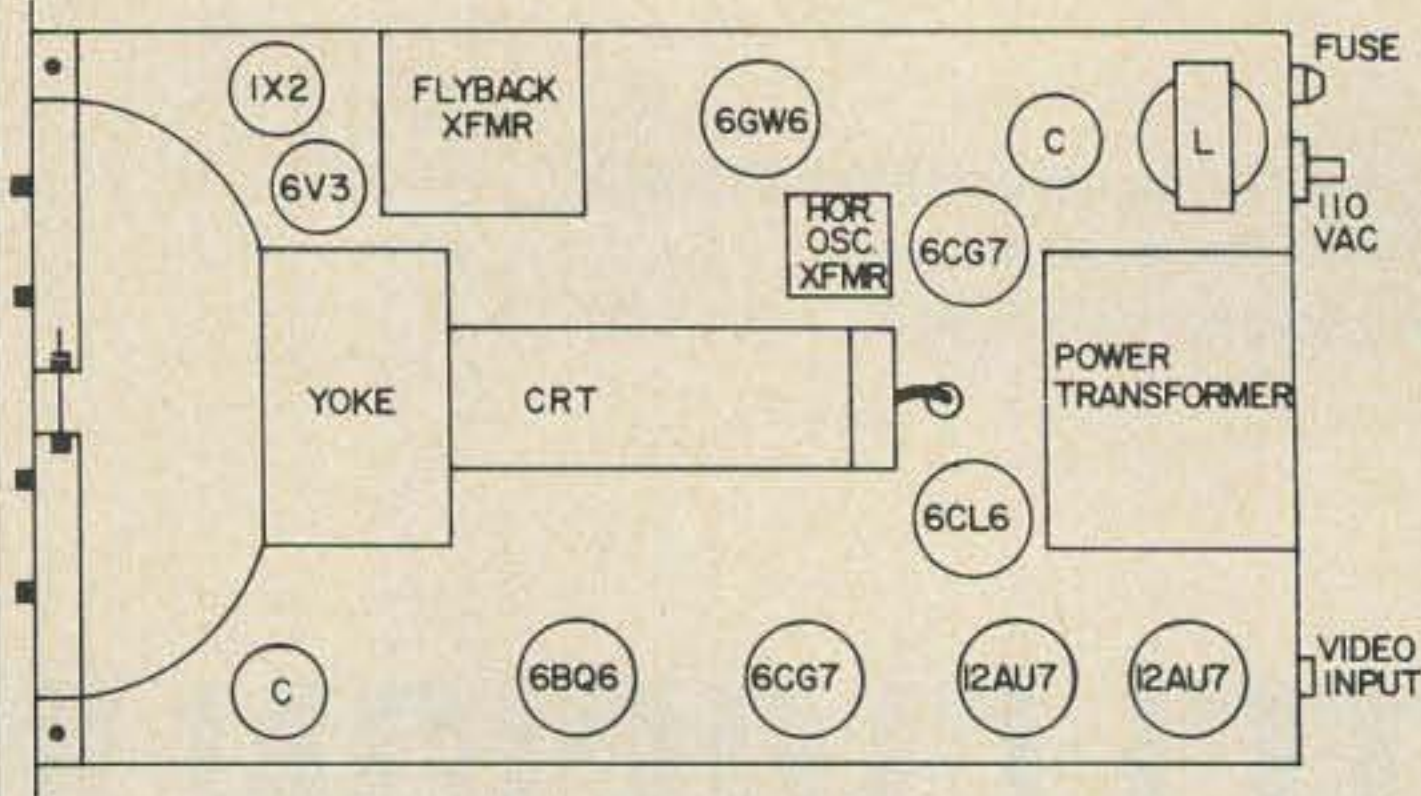 FUSE
1X2
FLYBACK
XFMR
6GW6
C
L
6V3
110
VAC
HOR.
OSC.
XFMR
6CG7
POWER
TRANSFORMER
YOKE
CRT
6CL6
C
6BQ6
6CG7
12AU7
12AU7
VIDEO
INPUT